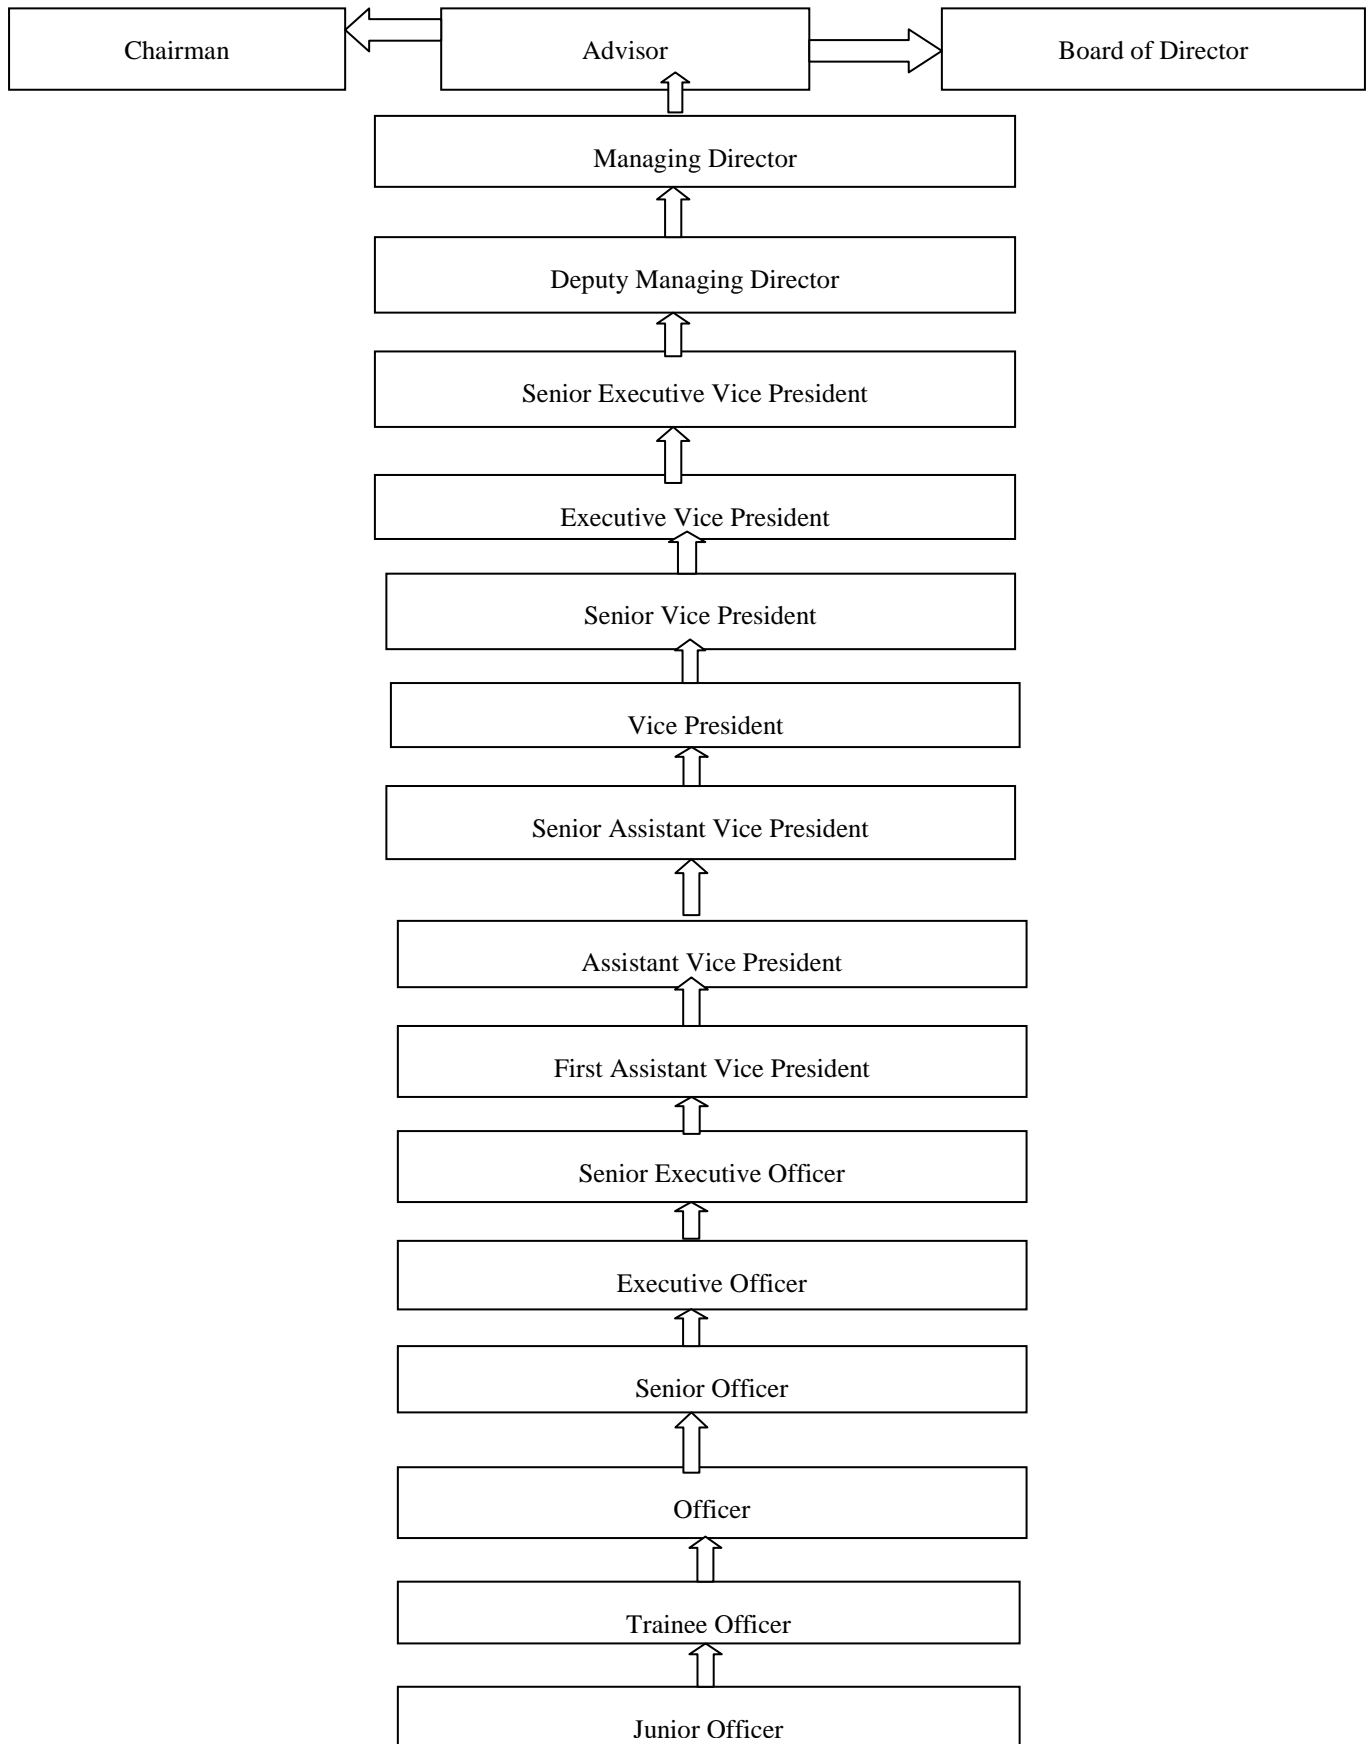 Chairman
Advisor
Board of Director
Managing Director
Deputy Managing Director
Senior Executive Vice President
Executive Vice President
Senior Vice President
Vice President
Senior Assistant Vice President
Assistant Vice President
First Assistant Vice President
Senior Executive Officer
Executive Officer
Senior Officer
Officer
Trainee Officer
Junior Officer